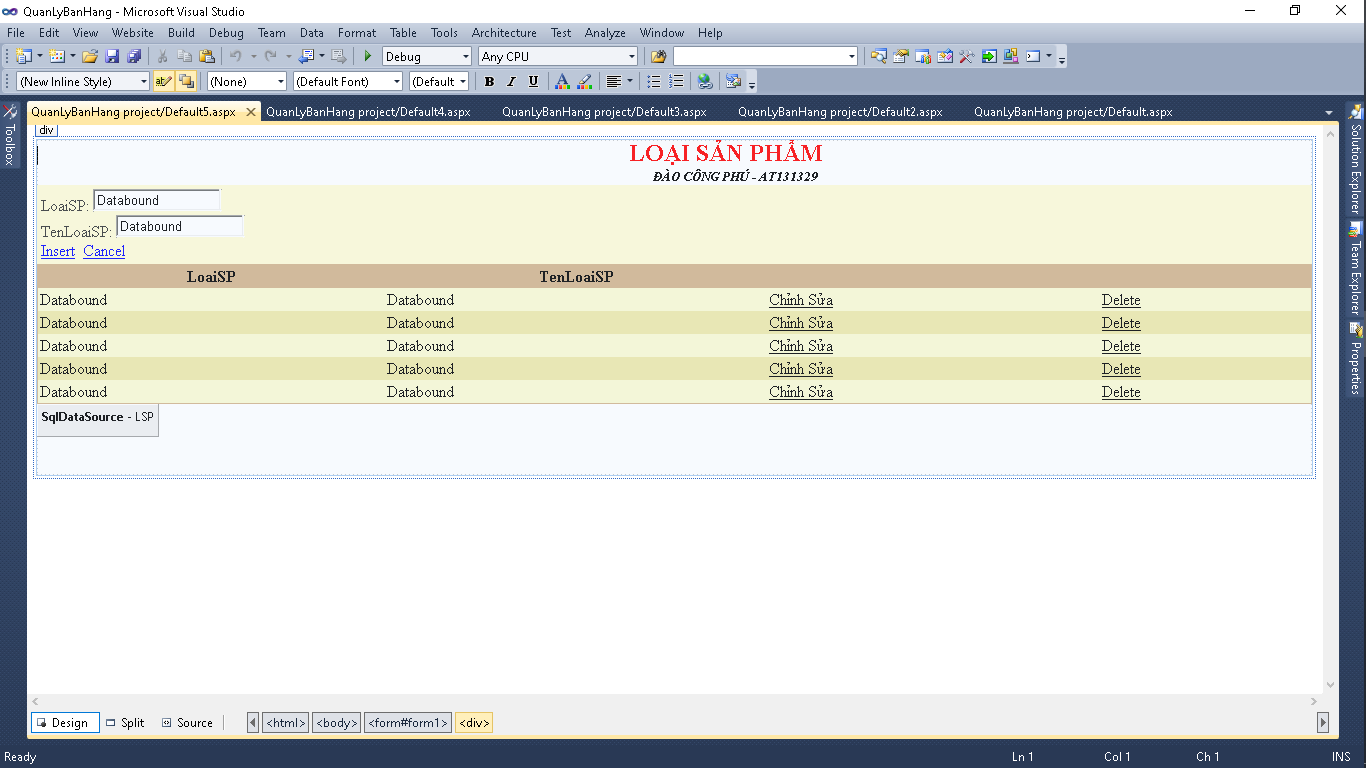 QuanLyBanHang - Microsoft Visual Studio
File Edit View Website Build Debug Team Data Format Table Tools Architecture Test Analyze Window Help
Debug Any CPU
(New Inline Style) (None) (Default Font) (Default B I U A
QuanLyBanHang project/Default5.aspx QuanLyBanHang project/Default4.aspx QuanLyBanHang project/Default3.aspx QuanLyBanHang project/Default2.aspx QuanLyBanHang project/Default.aspx
Toolbox
div
LOẠI SẢN PHẨM
ĐÀO CÔNG PHÚ - AT131329
LoaiSP: Databound
TenLoaiSP: Databound
Insert Cancel
LoaiSP TenLoaiSP
Databound Databound Chỉnh Sửa Delete
Databound Databound Chỉnh Sửa Delete
Databound Databound Chỉnh Sửa Delete
Databound Databound Chỉnh Sửa Delete
Databound Databound Chỉnh Sửa Delete
SqlDataSource - LSP
Solution Explorer
Team Explorer
Properties
Design Split Source <html> <body> <form#form1> <div>
Ready Ln 1 Col 1 Ch 1 INS